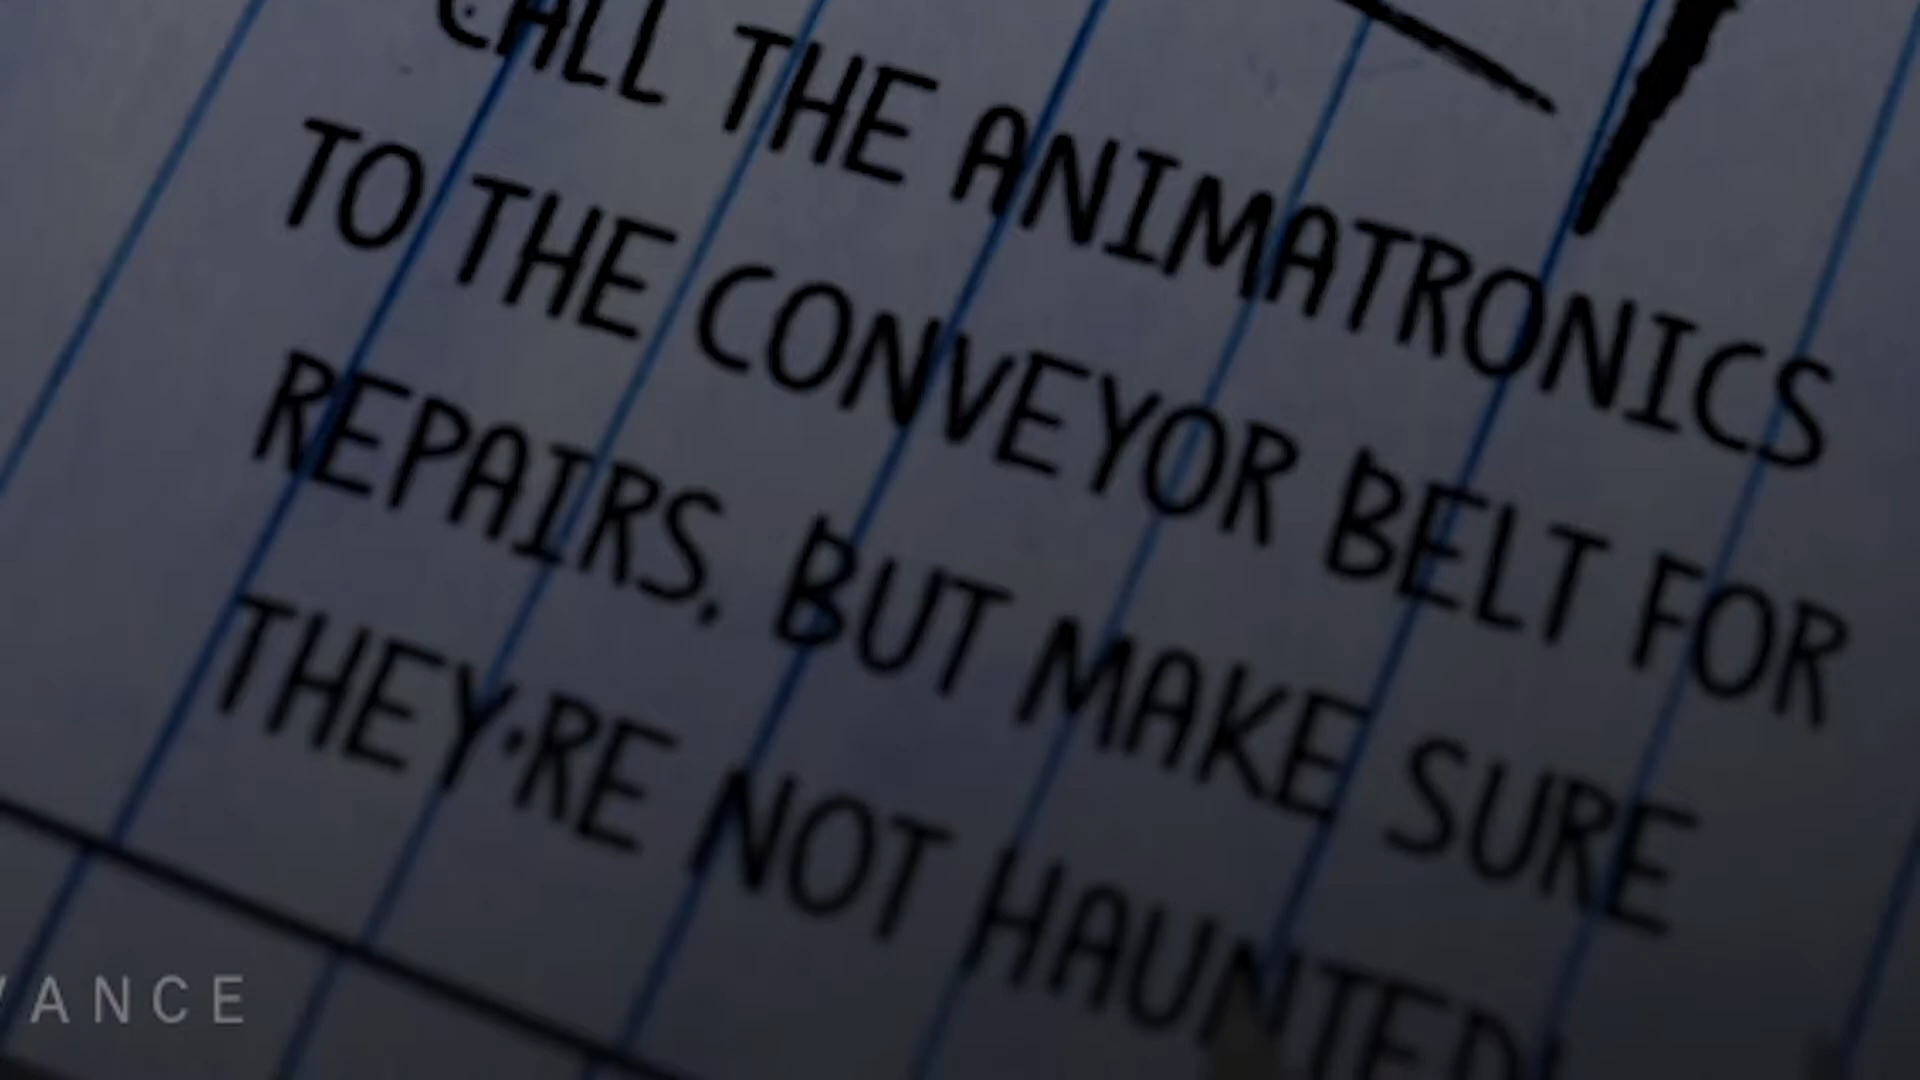 CALL THE ANIMATRONICS
TO THE CONVEYOR BELT FOR
REPAIRS, BUT MAKE SURE
THEY'RE NOT HAUNTED!
VANCE